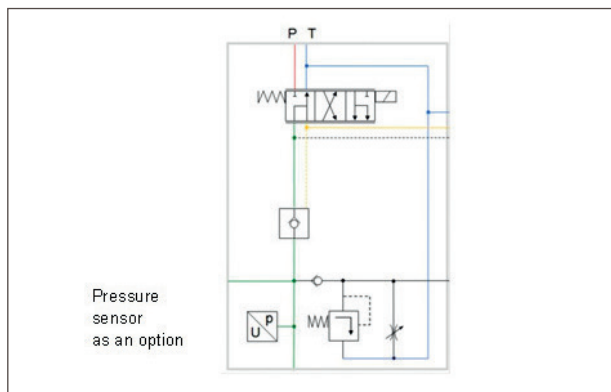 P T
Pressure
sensor
as an option
p
U